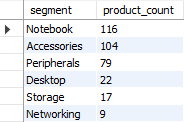 segment product_count
Notebook 116
Accessories 104
Peripherals 79
Desktop 22
Storage 17
Networking 9